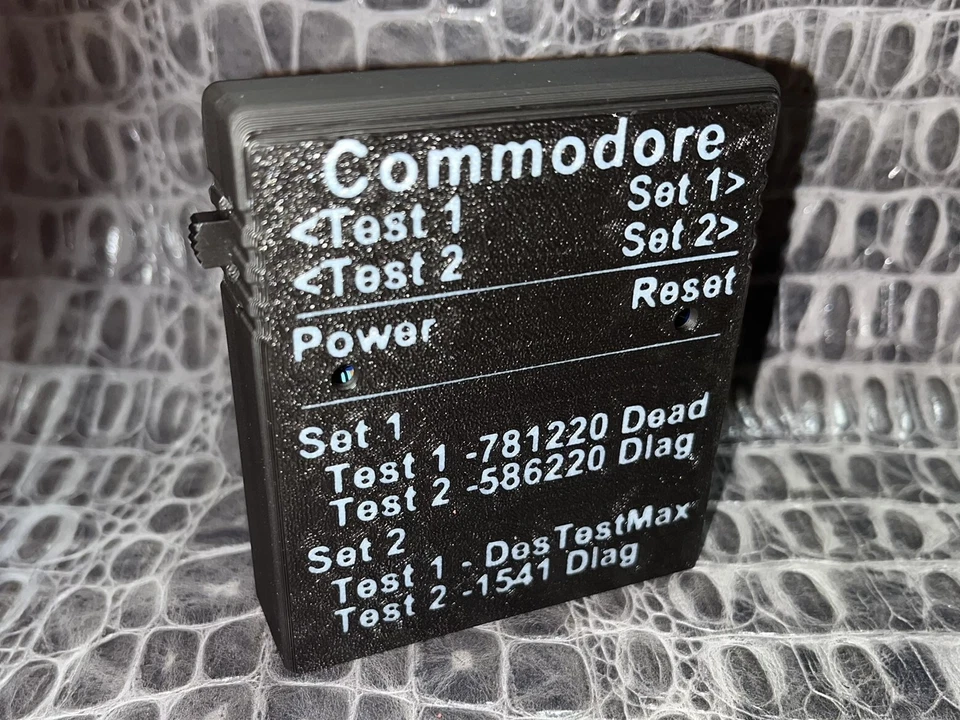 Commodore
<Test 1 Set 1>
<Test 2 Set 2>
Power Reset
Set 1
Test 1 -781220 Dead
Test 2 -586220 Diag
Set 2
Test 1 - DesTestMax
Test 2 -1541 Diag